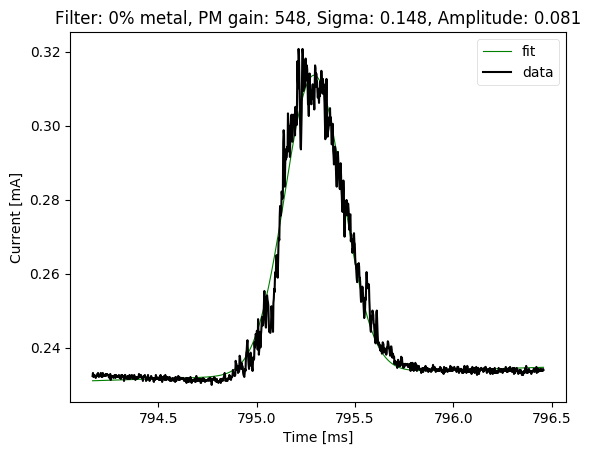 Filter: 0% metal, PM gain: 548, Sigma: 0.148, Amplitude: 0.081
fit
data
0.32
0.30
0.28
0.26
0.24
Current [mA]
794.5 795.0 795.5 796.0 796.5
Time [ms]